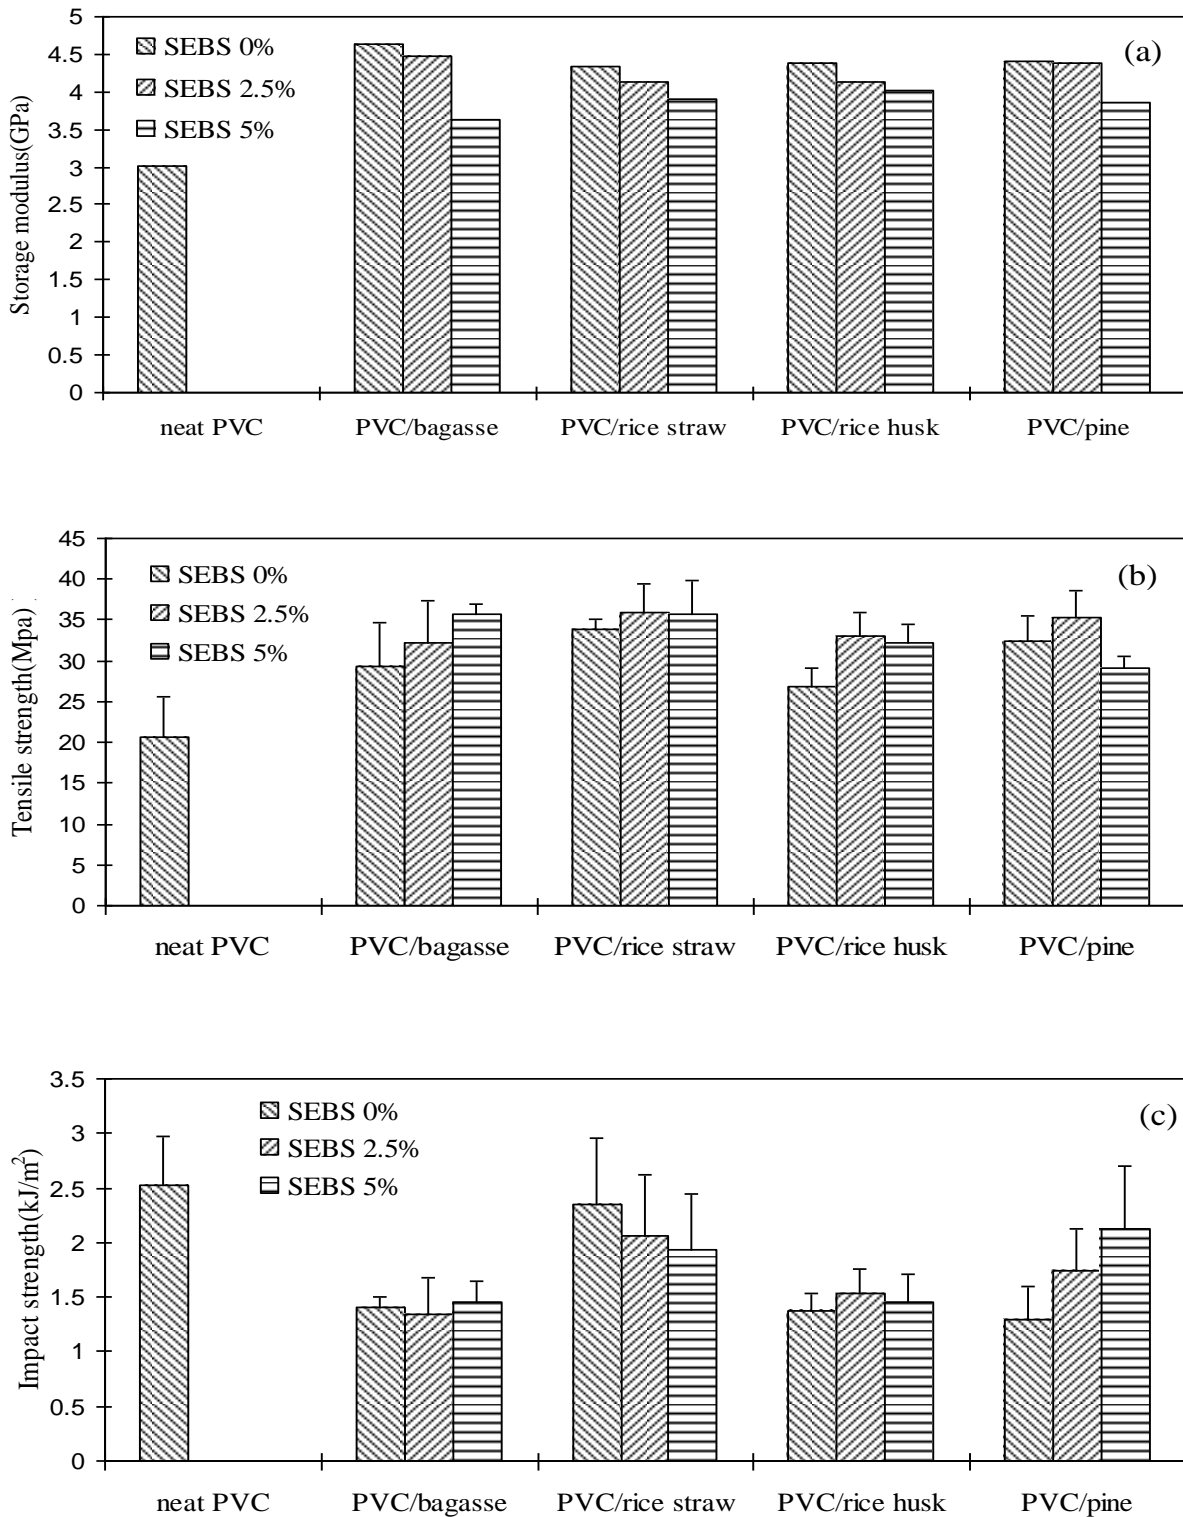 5
4.5
4
3.5
3
2.5
2
1.5
1
0.5
0
Storage modulus(GPa)
SEBS 0%
SEBS 2.5%
SEBS 5%
(a)
neat PVC PVC/bagasse PVC/rice straw PVC/rice husk PVC/pine
45
40
35
30
25
20
15
10
5
0
Tensile strength(Mpa)
SEBS 0%
SEBS 2.5%
SEBS 5%
(b)
neat PVC PVC/bagasse PVC/rice straw PVC/rice husk PVC/pine
3.5
3
2.5
2
1.5
1
0.5
0
Impact strength(kJ/m²)
SEBS 0%
SEBS 2.5%
SEBS 5%
(c)
neat PVC PVC/bagasse PVC/rice straw PVC/rice husk PVC/pine